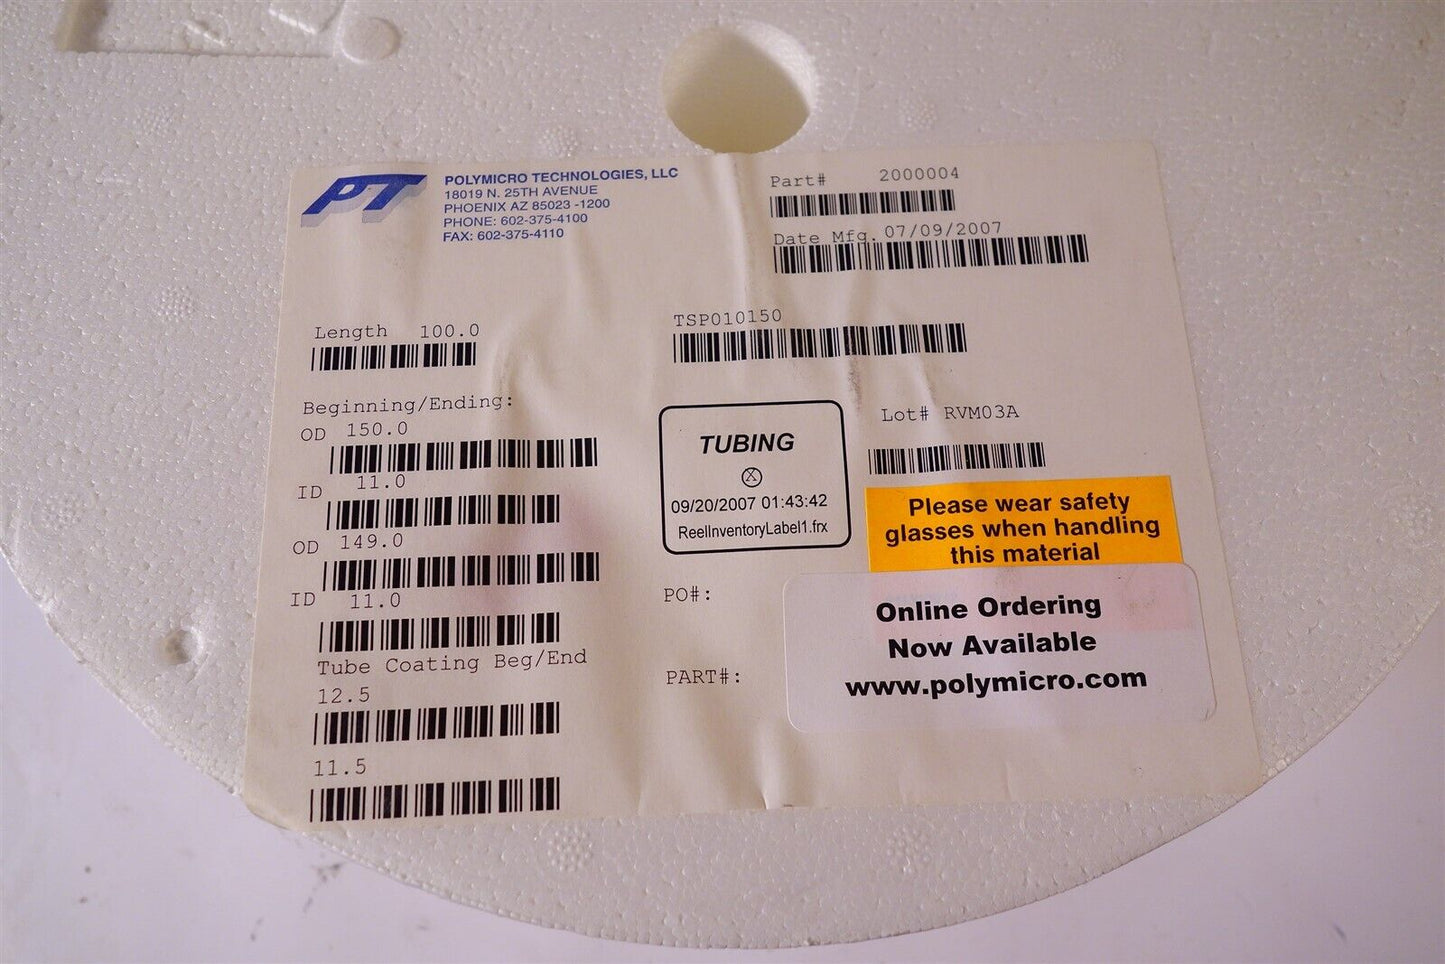 PT
POLYMICRO TECHNOLOGIES, LLC
18019 N. 25TH AVENUE
PHOENIX AZ 85023 -1200
PHONE: 602-375-4100
FAX: 602-375-4110
Part# 2000004
Date Mfg. 07/09/2007
Length 100.0
TSP010150
Beginning/Ending:
OD 150.0
ID 11.0
OD 149.0
ID 11.0
Tube Coating Beg/End
12.5
11.5
TUBING
X
09/20/2007 01:43:42
ReelInventoryLabel1.frx
Lot# RVM03A
Please wear safety
glasses when handling
this material
PO#:
PART#:
Online Ordering
Now Available
www.polymicro.com